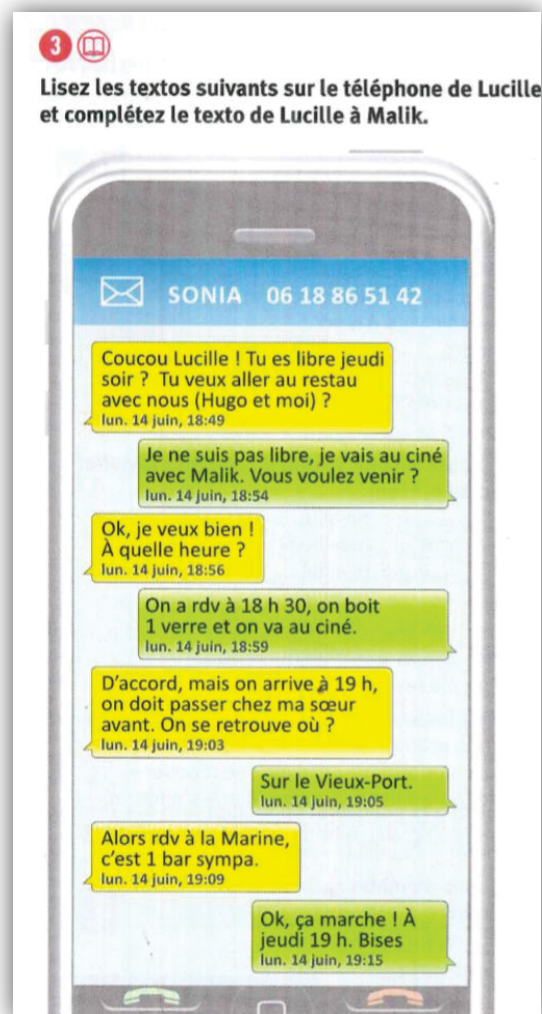 3
Lisez les textos suivants sur le téléphone de Lucille
et complétez le texto de Lucille à Malik.
SONIA 06 18 86 51 42
Coucou Lucille ! Tu es libre jeudi
soir ? Tu veux aller au restau
avec nous (Hugo et moi) ?
lun. 14 juin, 18:49
Je ne suis pas libre, je vais au ciné
avec Malik. Vous voulez venir ?
lun. 14 juin, 18:54
Ok, je veux bien !
À quelle heure ?
lun. 14 juin, 18:56
On a rdv à 18 h 30, on boit
1 verre et on va au ciné.
lun. 14 juin, 18:59
D'accord, mais on arrive à 19 h,
on doit passer chez ma sœur
avant. On se retrouve où ?
lun. 14 juin, 19:03
Sur le Vieux-Port.
lun. 14 juin, 19:05
Alors rdv à la Marine,
c'est 1 bar sympa.
lun. 14 juin, 19:09
Ok, ça marche ! À
jeudi 19 h. Bises
lun. 14 juin, 19:15